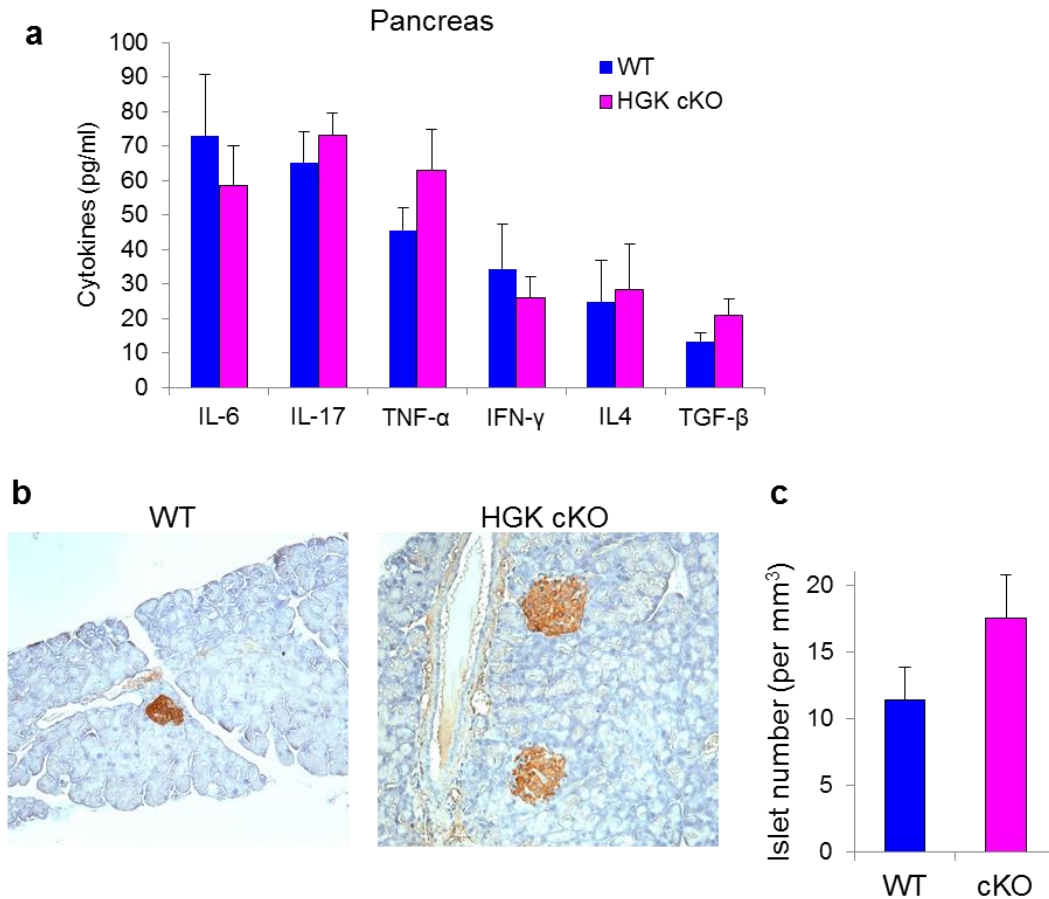 a
Pancreas
Cytokines (pg/ml)
100
90
80
70
60
50
40
30
20
10
0
WT
HGK cKO
IL-6 IL-17 TNF-α IFN-γ IL4 TGF-β
b
WT HGK cKO
c
Islet number (per mm³)
20
15
10
5
0
WT cKO